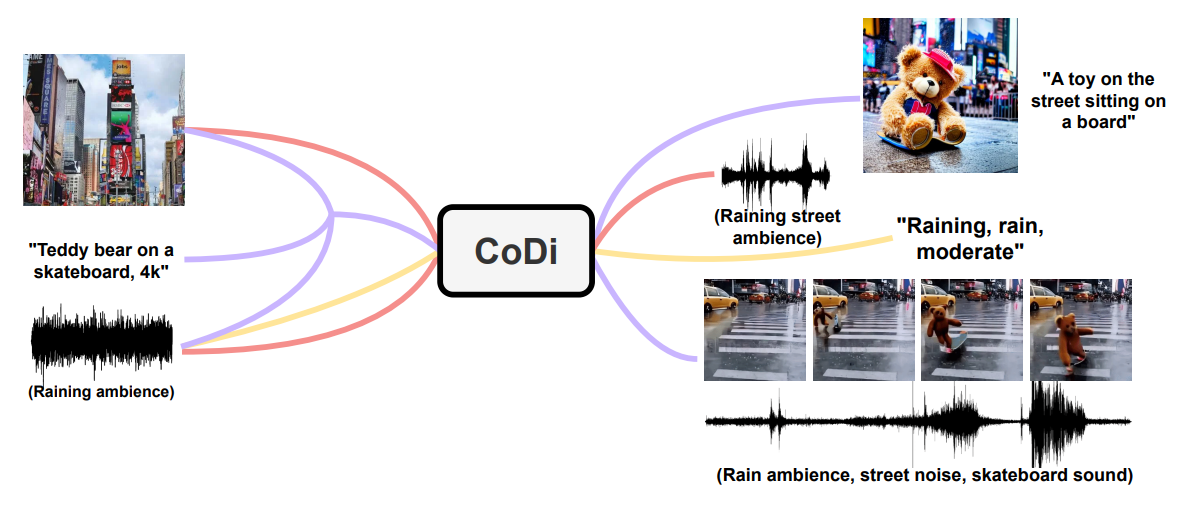 "Teddy bear on a
skateboard, 4k"
(Raining ambience)
CoDi
"A toy on the
street sitting on
a board"
(Raining street
ambience)
"Raining, rain,
moderate"
(Rain ambience, street noise, skateboard sound)